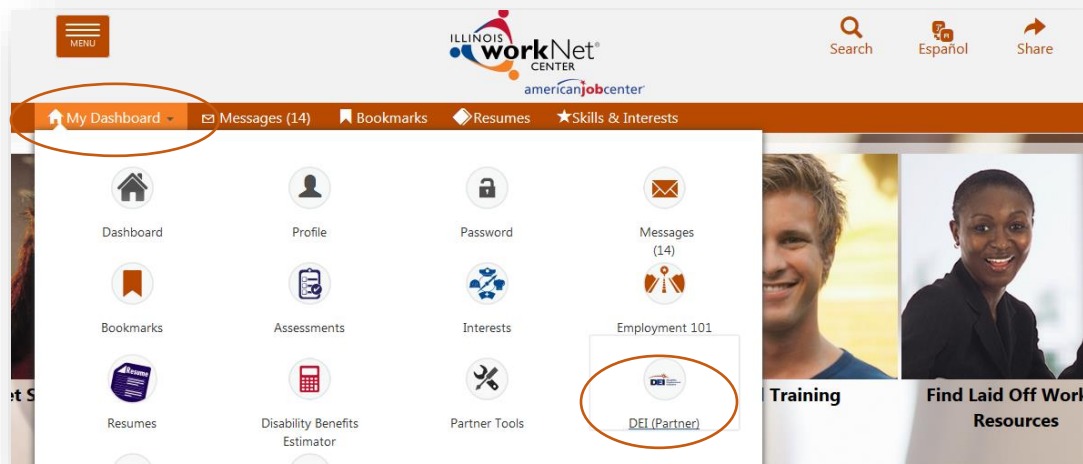 MENU
ILLINOIS
workNet®
CENTER
americanjobcenter
Search
Español
Share
My Dashboard
Messages (14)
Bookmarks
Resumes
Skills & Interests
Dashboard
Profile
Password
Messages
(14)
Bookmarks
Assessments
Interests
Employment 101
Resume
DEI
Resumes
Disability Benefits
Estimator
Partner Tools
DEI (Partner)
Training
Find Laid Off Work
Resources